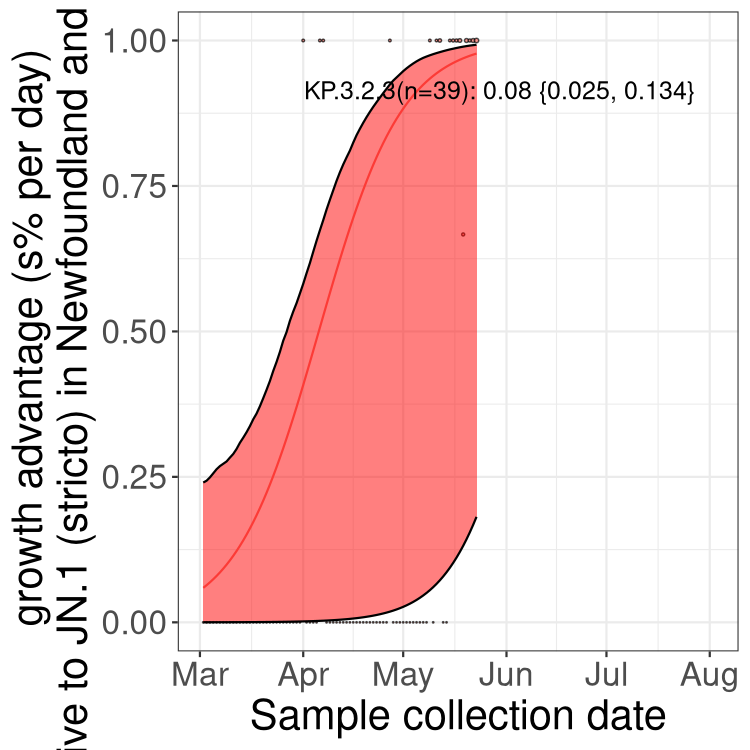 growth advantage (s% per day)
ive to JN.1 (stricto) in Newfoundland and
1.00
0.75
0.50
0.25
0.00
KP.3.2.3(n=39): 0.08 {0.025, 0.134}
Mar Apr May Jun Jul Aug
Sample collection date